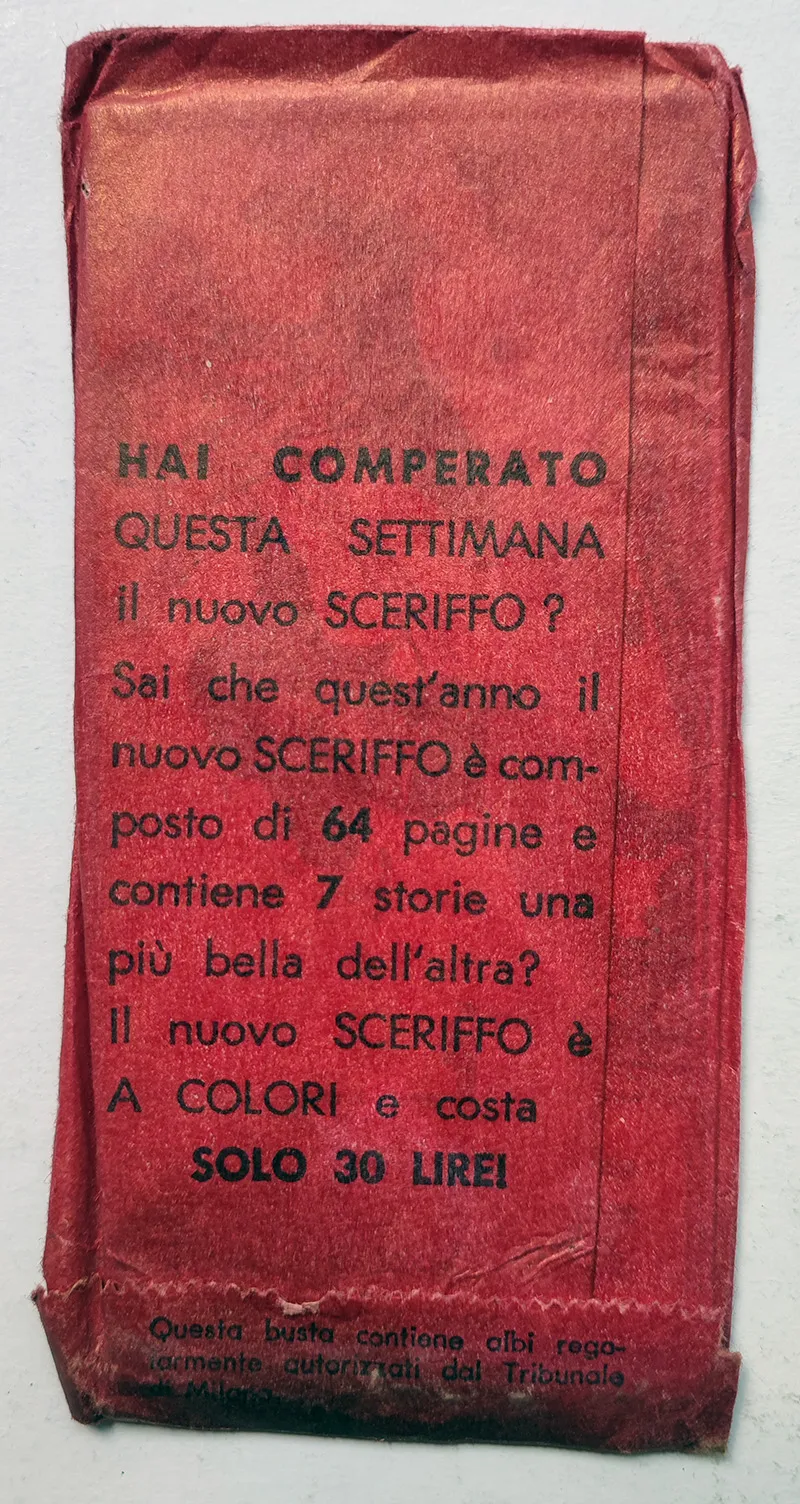 HAI COMPERATO
QUESTA SETTIMANA
il nuovo SCERIFFO ?
Sai che quest'anno il
nuovo SCERIFFO è com-
posto di 64 pagine e
contiene 7 storie una
più bella dell'altra?
Il nuovo SCERIFFO è
A COLORI e costa
SOLO 30 LIRE!
Questa busta contiene albi rego-
larmente autorizzati dal Tribunale
di Milano